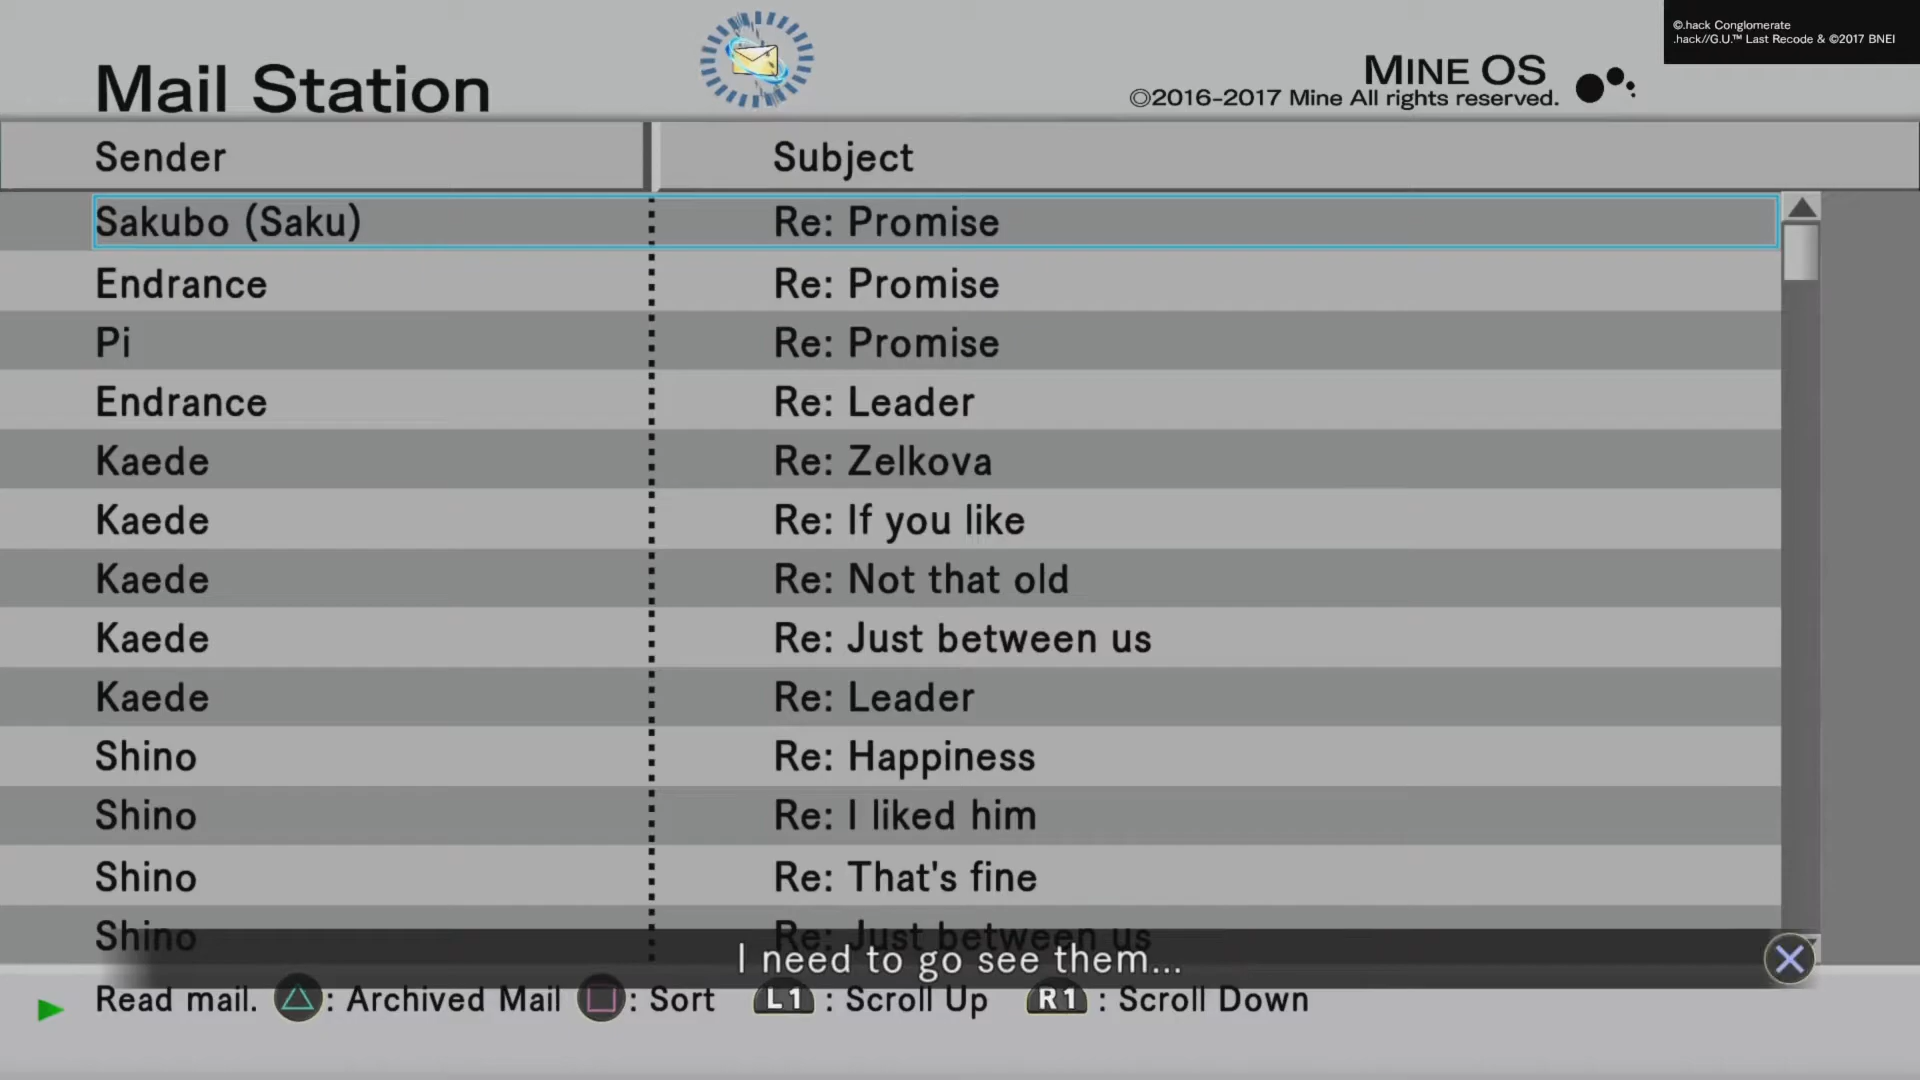 ©.hack Conglomerate
.hack//G.U.™ Last Recode & ©2017 BNEI
Mail Station
MINE OS
©2016-2017 Mine All rights reserved.
Sender Subject
Sakubo (Saku) Re: Promise
Endrance Re: Promise
Pi Re: Promise
Endrance Re: Leader
Kaede Re: Zelkova
Kaede Re: If you like
Kaede Re: Not that old
Kaede Re: Just between us
Kaede Re: Leader
Shino Re: Happiness
Shino Re: I liked him
Shino Re: That's fine
Shino Re: Just between us
I need to go see them...
Read mail. : Archived Mail : Sort L1 : Scroll Up R1 : Scroll Down